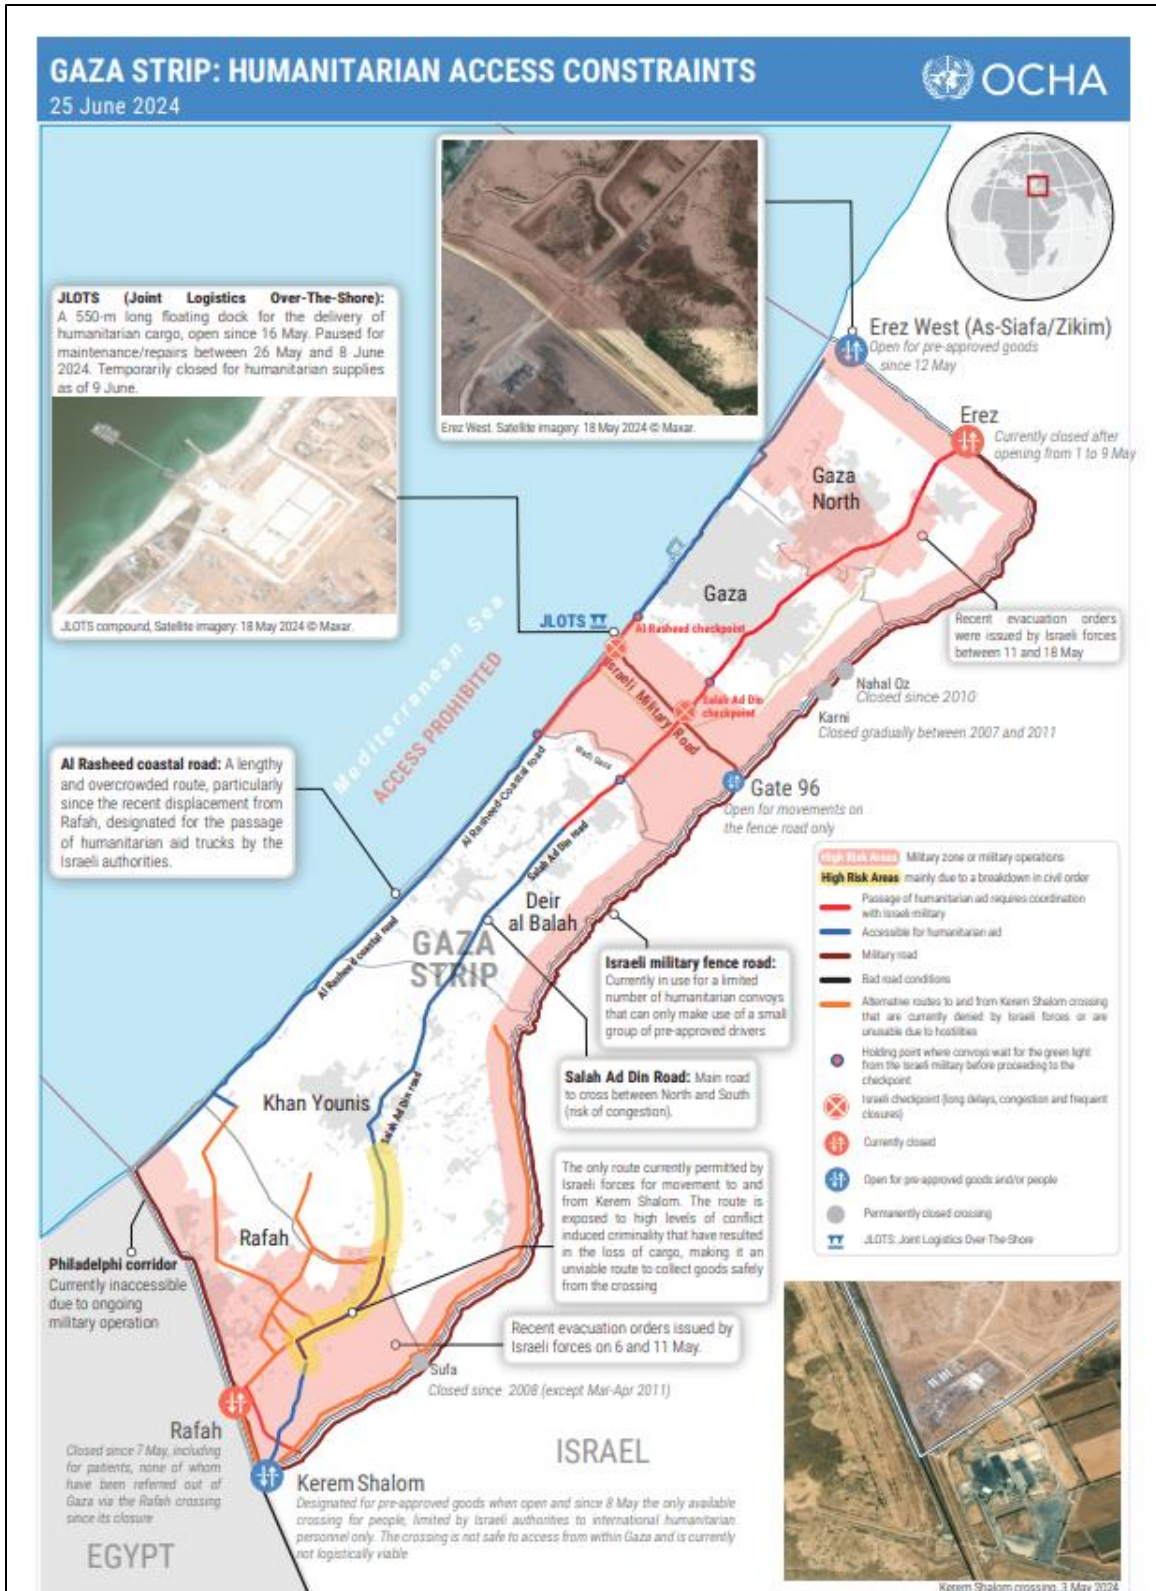 GAZA STRIP: HUMANITARIAN ACCESS CONSTRAINTS
25 June 2024
OCHA
JLOTS (Joint Logistics Over-The-Shore):
A 550-m long floating dock for the delivery of
humanitarian cargo, open since 16 May. Paused for
maintenance/repairs between 26 May and 8 June
2024. Temporarily closed for humanitarian supplies
as of 9 June.
JLOTS compound, Satellite imagery: 18 May 2024 © Maxar.
Erez West. Satellite imagery: 18 May 2024 © Maxar.
Erez West (As-Siafa/Zikim)
Open for pre-approved goods
since 12 May
Erez
Currently closed after
opening from 1 to 9 May
Gaza
North
Gaza
Recent evacuation orders
were issued by Israeli forces
between 11 and 18 May
JLOTS
Al Rasheed checkpoint
Israeli Military Road
Salah Ad Din
checkpoint
Nahal Oz
Closed since 2010
Karni
Closed gradually between 2007 and 2011
Mediterranean Sea
ACCESS PROHIBITED
Wadi Gaza
Gate 96
Open for movements on
the fence road only
Al Rasheed coastal road: A lengthy
and overcrowded route, particularly
since the recent displacement from
Rafah, designated for the passage
of humanitarian aid trucks by the
Israeli authorities.
Al Rasheed Coastal road
Salah Ad Din road
Deir
al Balah
GAZA
STRIP
Al Rasheed coastal road
Israeli military fence road:
Currently in use for a limited
number of humanitarian convoys
that can only make use of a small
group of pre-approved drivers
Salah Ad Din Road: Main road
to cross between North and South
(risk of congestion).
Khan Younis
Salah Ad Din road
The only route currently permitted by
Israeli forces for movement to and
from Kerem Shalom. The route is
exposed to high levels of conflict
induced criminality that have resulted
in the loss of cargo, making it an
unviable route to collect goods safely
from the crossing
Rafah
Philadelphi corridor
Currently inaccessible
due to ongoing
military operation
Recent evacuation orders issued by
Israeli forces on 6 and 11 May.
Sufa
Closed since 2008 (except Mar-Apr 2011)
Rafah
Closed since 7 May, including
for patients, none of whom
have been referred out of
Gaza via the Rafah crossing
since its closure
EGYPT
ISRAEL
Kerem Shalom
Designated for pre-approved goods when open and since 8 May the only available
crossing for people, limited by Israeli authorities to international humanitarian
personnel only. The crossing is not safe to access from within Gaza and is currently
not logistically viable
High Risk Areas Military zone or military operations
High Risk Areas mainly due to a breakdown in civil order
Passage of humanitarian aid requires coordination
with Israeli military
Accessible for humanitarian aid
Military road
Bad road conditions
Alternative routes to and from Kerem Shalom crossing
that are currently denied by Israeli forces or are
unusable due to hostilities
Holding point where convoys wait for the green light
from the Israeli military before proceeding to the
checkpoint
Israeli checkpoint (long delays, congestion and frequent
closures)
Currently closed
Open for pre-approved goods and/or people
Permanently closed crossing
JLOTS: Joint Logistics Over-The-Shore
Kerem Shalom crossing, 3 May 2024